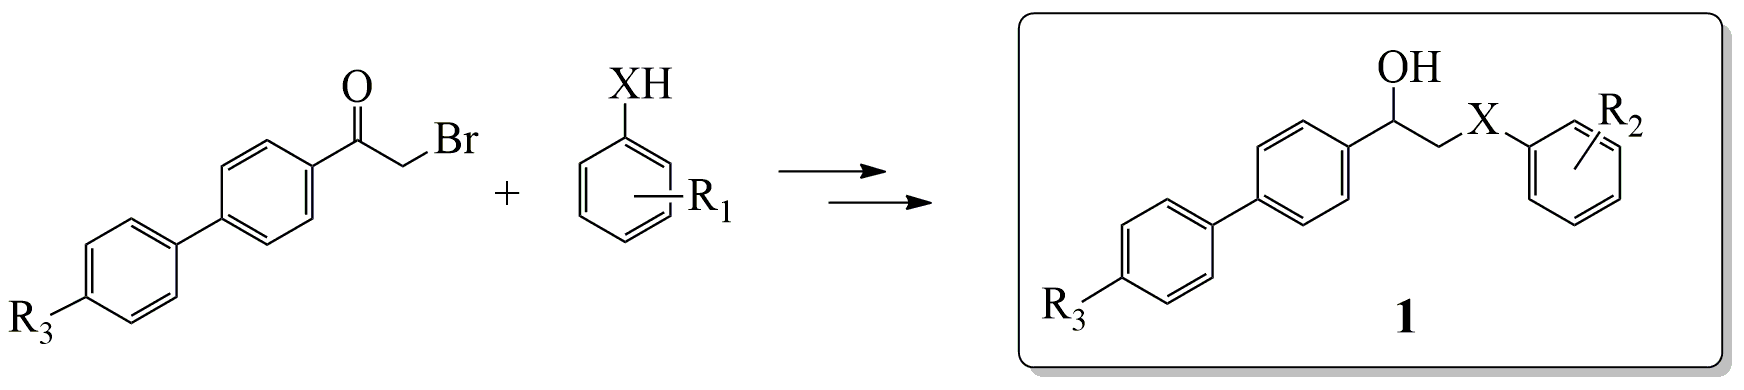 O
Br
XH
+
R1
R3
OH
X
R2
R3
1